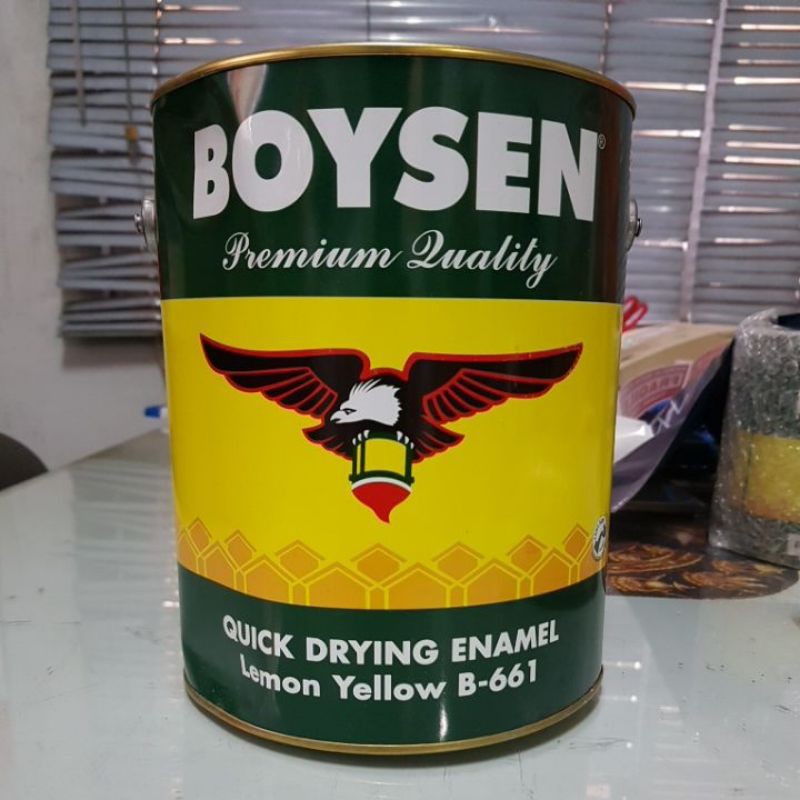 BOYSEN®
Premium Quality
QUICK DRYING ENAMEL
Lemon Yellow B-661